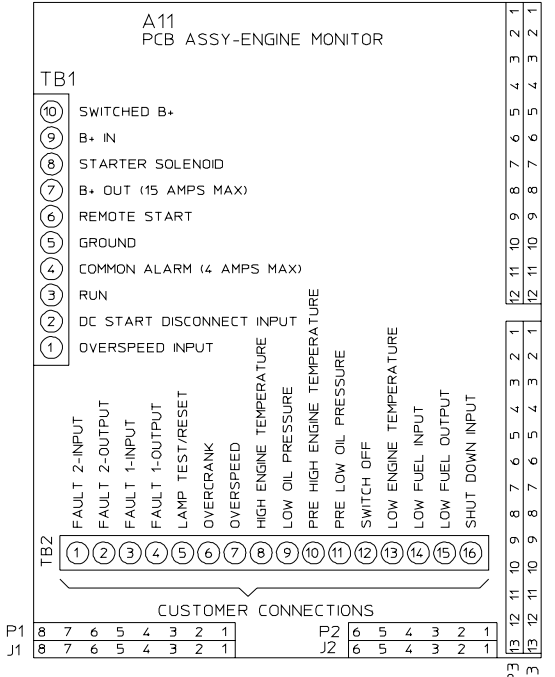 A11
PCB ASSY-ENGINE MONITOR
TB1
10 SWITCHED B+
9 B+ IN
8 STARTER SOLENOID
7 B+ OUT (15 AMPS MAX)
6 REMOTE START
5 GROUND
4 COMMON ALARM (4 AMPS MAX)
3 RUN
2 DC START DISCONNECT INPUT
1 OVERSPEED INPUT
FAULT 2-INPUT
FAULT 2-OUTPUT
FAULT 1-INPUT
FAULT 1-OUTPUT
LAMP TEST/RESET
OVERCRANK
OVERSPEED
HIGH ENGINE TEMPERATURE
LOW OIL PRESSURE
PRE HIGH ENGINE TEMPERATURE
PRE LOW OIL PRESSURE
SWITCH OFF
LOW ENGINE TEMPERATURE
LOW FUEL INPUT
LOW FUEL OUTPUT
SHUT DOWN INPUT
TB2
1 2 3 4 5 6 7 8 9 10 11 12 13 14 15 16
CUSTOMER CONNECTIONS
P1 8 7 6 5 4 3 2 1
J1 8 7 6 5 4 3 2 1
P2 6 5 4 3 2 1
J2 6 5 4 3 2 1
1 2 3 4 5 6 7 8 9 10 11 12
1 2 3 4 5 6 7 8 9 10 11 12
1 2 3 4 5 6 7 8 9 10 11 12 13
1 2 3 4 5 6 7 8 9 10 11 12 13